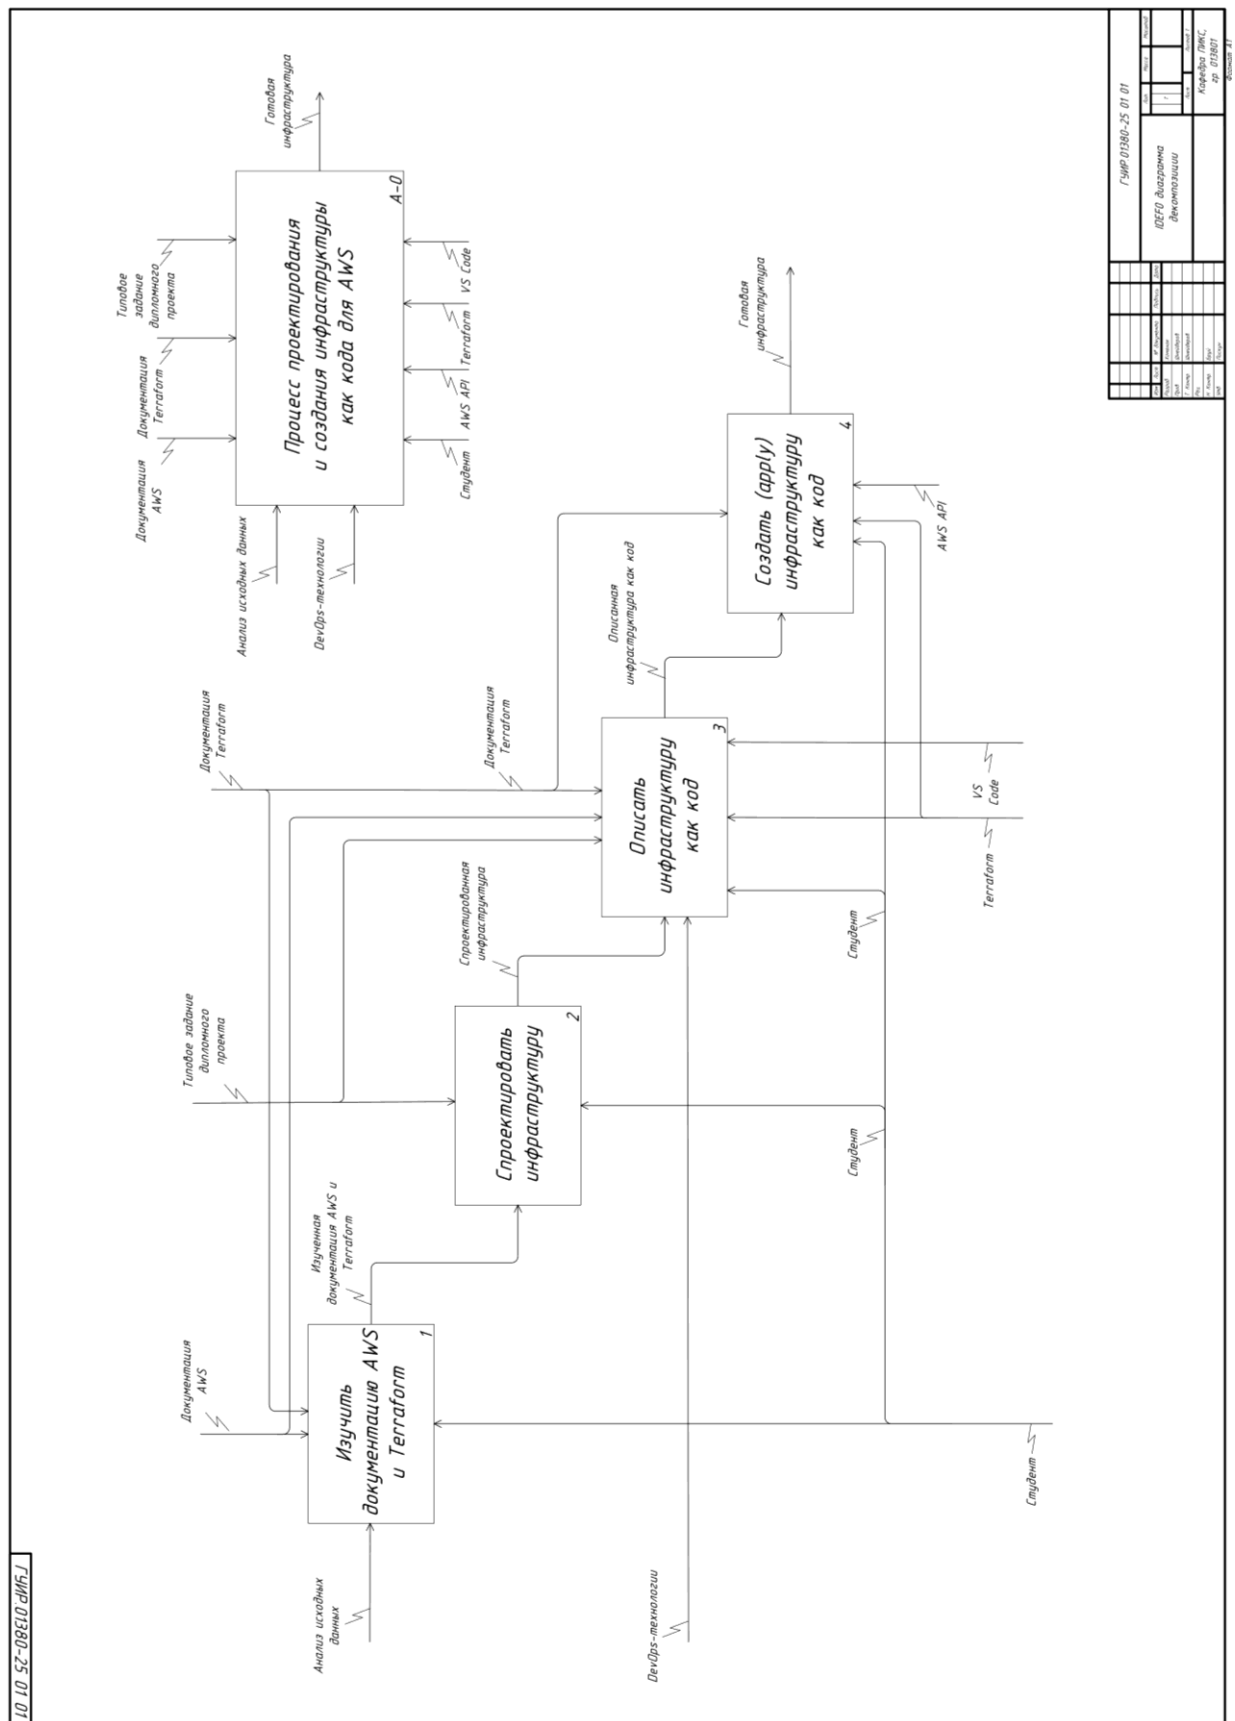 Типовое
задание
дипломного
проекта
Документация
Terraform
Документация
AWS
Анализ исходных данных
DevOps-технологии
Процесс проектирования
и создания инфраструктуры
как кода для AWS
A-0
Готовая
инфраструктура
Студент
AWS API
Terraform
VS Code
Документация
AWS
Типовое задание
дипломного
проекта
Документация
Terraform
Документация
Terraform
Анализ исходных
данных
Изучить
документацию AWS
и Terraform
1
Изученная
документация AWS и
Terraform
Спроектировать
инфраструктуру
2
Спроектированная
инфраструктура
Описать
инфраструктуру
как код
3
Описанная
инфраструктура как код
Создать (apply)
инфраструктуру
как код
4
Готовая
инфраструктура
DevOps-технологии
Студент
Студент
Студент
Terraform
VS
Code
AWS API
ГУИР.01380-25 01 01
ГУИР 01380-25 01 01
IDEF0 диаграмма
декомпозиции
Кафедра ПИКС,
гр. 013801
Формат А1